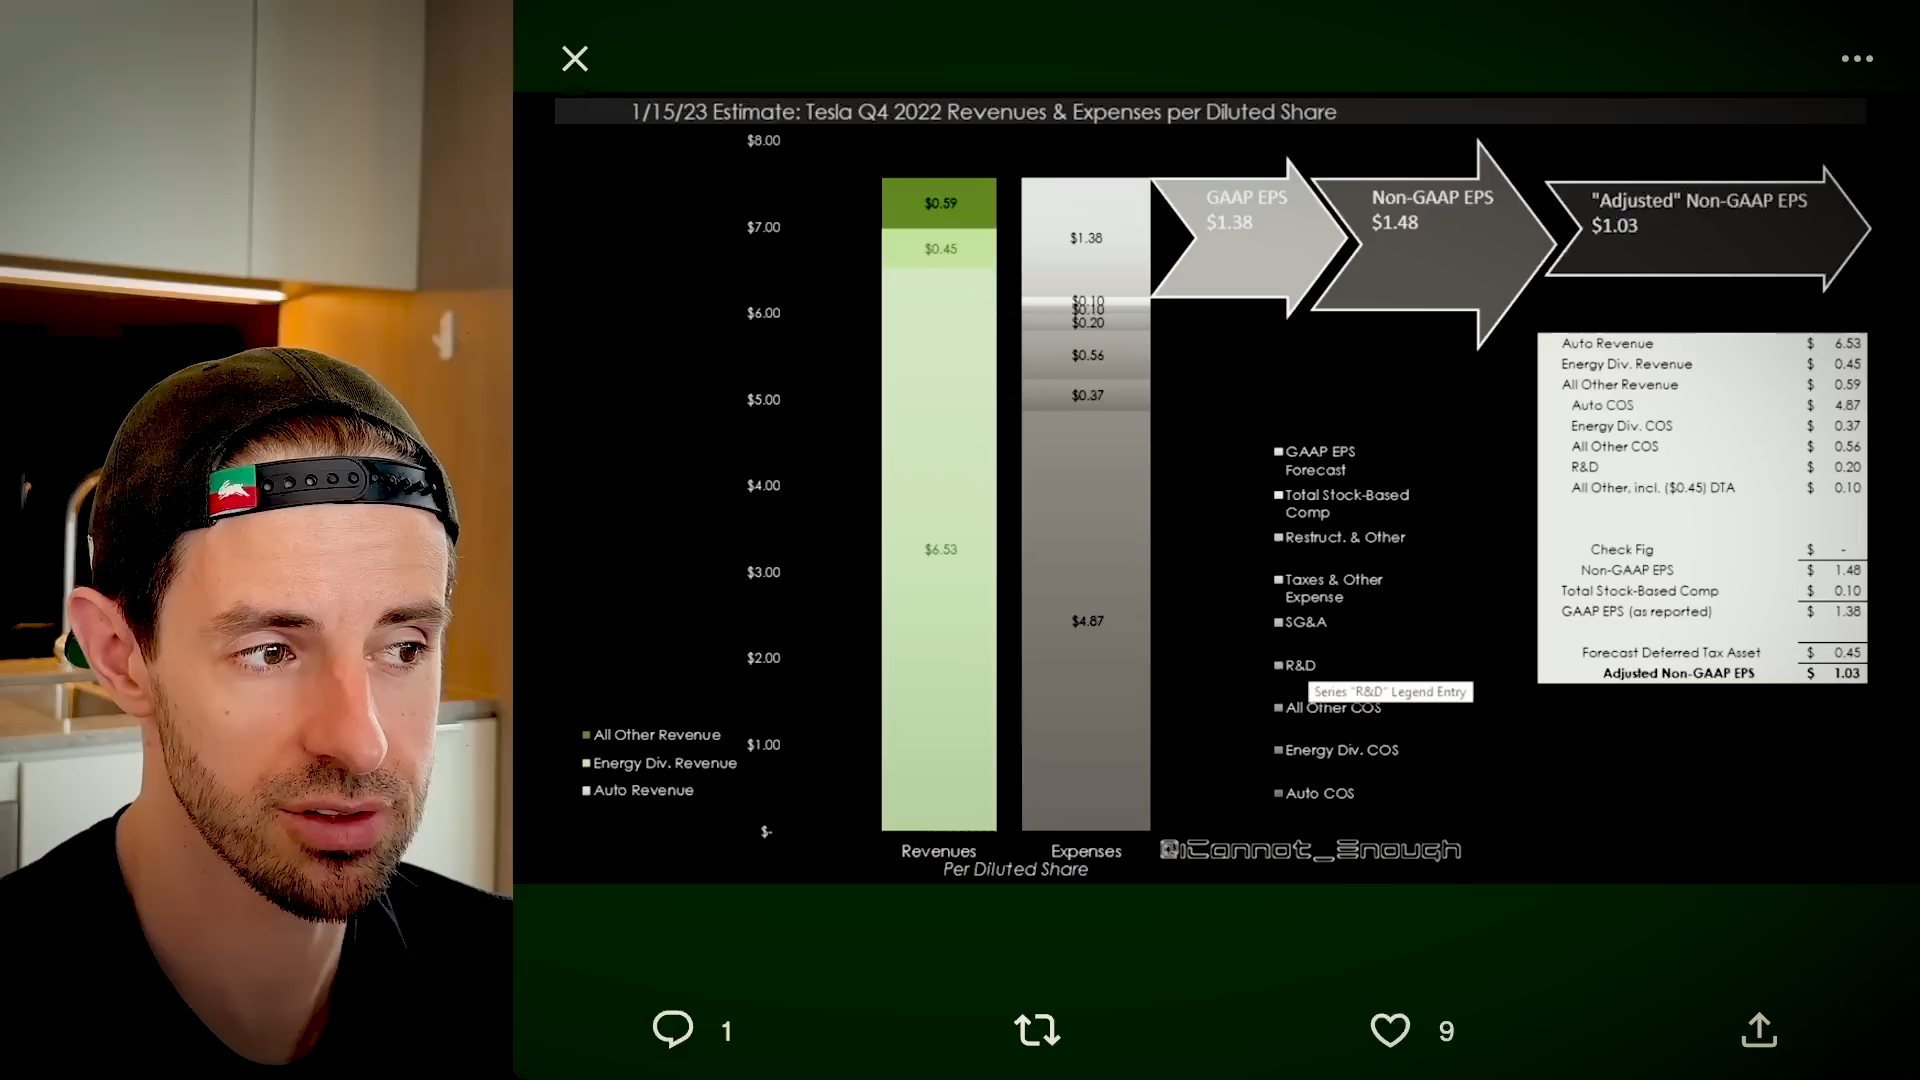 1/15/23 Estimate: Tesla Q4 2022 Revenues & Expenses per Diluted Share
$8.00
$7.00
$6.00
$5.00
$4.00
$3.00
$2.00
$1.00
$-
$0.59
$0.45
$6.53
$1.38
$0.10
$0.10
$0.20
$0.56
$0.37
$4.87
GAAP EPS
$1.38
Non-GAAP EPS
$1.48
"Adjusted" Non-GAAP EPS
$1.03
All Other Revenue
Energy Div. Revenue
Auto Revenue
Revenues
Expenses
Per Diluted Share
GAAP EPS
Forecast
Total Stock-Based
Comp
Restruct. & Other
Taxes & Other
Expense
SG&A
R&D
Series "R&D" Legend Entry
All Other COS
Energy Div. COS
Auto COS
@iCannot_Enough
Auto Revenue $ 6.53
Energy Div. Revenue $ 0.45
All Other Revenue $ 0.59
Auto COS $ 4.87
Energy Div. COS $ 0.37
All Other COS $ 0.56
R&D $ 0.20
All Other, incl. ($0.45) DTA $ 0.10
Check Fig $ -
Non-GAAP EPS $ 1.48
Total Stock-Based Comp $ 0.10
GAAP EPS (as reported) $ 1.38
Forecast Deferred Tax Asset $ 0.45
Adjusted Non-GAAP EPS $ 1.03
1
9